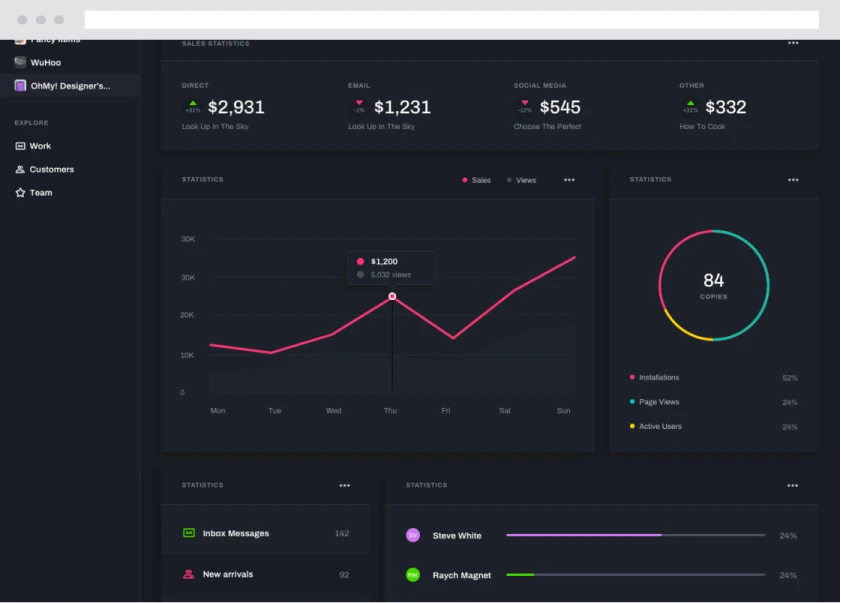 Fancy Items
WuHoo
OhMy! Designer's...
EXPLORE
Work
Customers
Team
SALES STATISTICS
DIRECT
+31% $2,931
Look Up In The Sky
EMAIL
-1% $1,231
Look Up In The Sky
SOCIAL MEDIA
-12% $545
Choose The Perfect
OTHER
+31% $332
How To Cook
STATISTICS
Sales Views
30K
30K
20K
10K
0
$1,200
5,032 views
Mon Tue Wed Thu Fri Sat Sun
STATISTICS
84
COPIES
Installations 52%
Page Views 24%
Active Users 24%
STATISTICS
Inbox Messages 142
New arrivals 92
STATISTICS
SV Steve White 24%
RM Raych Magnet 24%